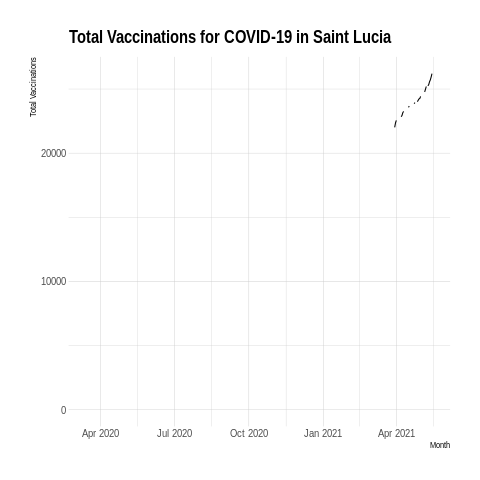 Total Vaccinations for COVID-19 in Saint Lucia
Total Vaccinations
20000
10000
0
Apr 2020 Jul 2020 Oct 2020 Jan 2021 Apr 2021
Month